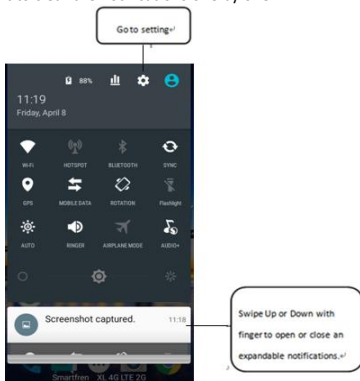 Go to setting
88%
11:19
Friday, April 8
Wi-Fi HOTSPOT BLUETOOTH SYNC
GPS MOBILE DATA ROTATION Flashlight
AUTO RINGER AIRPLANE MODE AUDIO+
Screenshot captured. 11:18
Swipe Up or Down with
finger to open or close an
expandable notifications.
Smartfren XL 4G LTE 2G